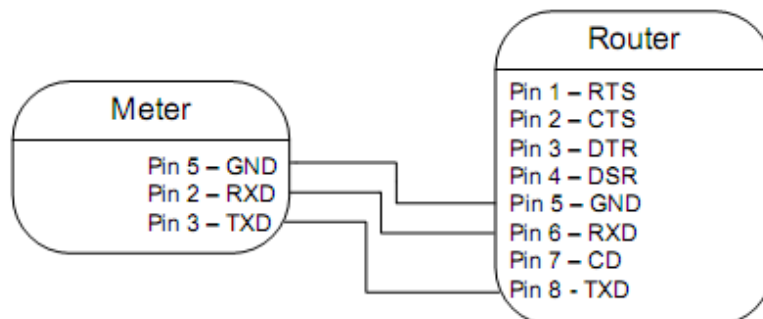 Router
Pin 1 – RTS
Pin 2 – CTS
Pin 3 – DTR
Pin 4 – DSR
Pin 5 – GND
Pin 6 – RXD
Pin 7 – CD
Pin 8 - TXD
Meter
Pin 5 – GND
Pin 2 – RXD
Pin 3 – TXD